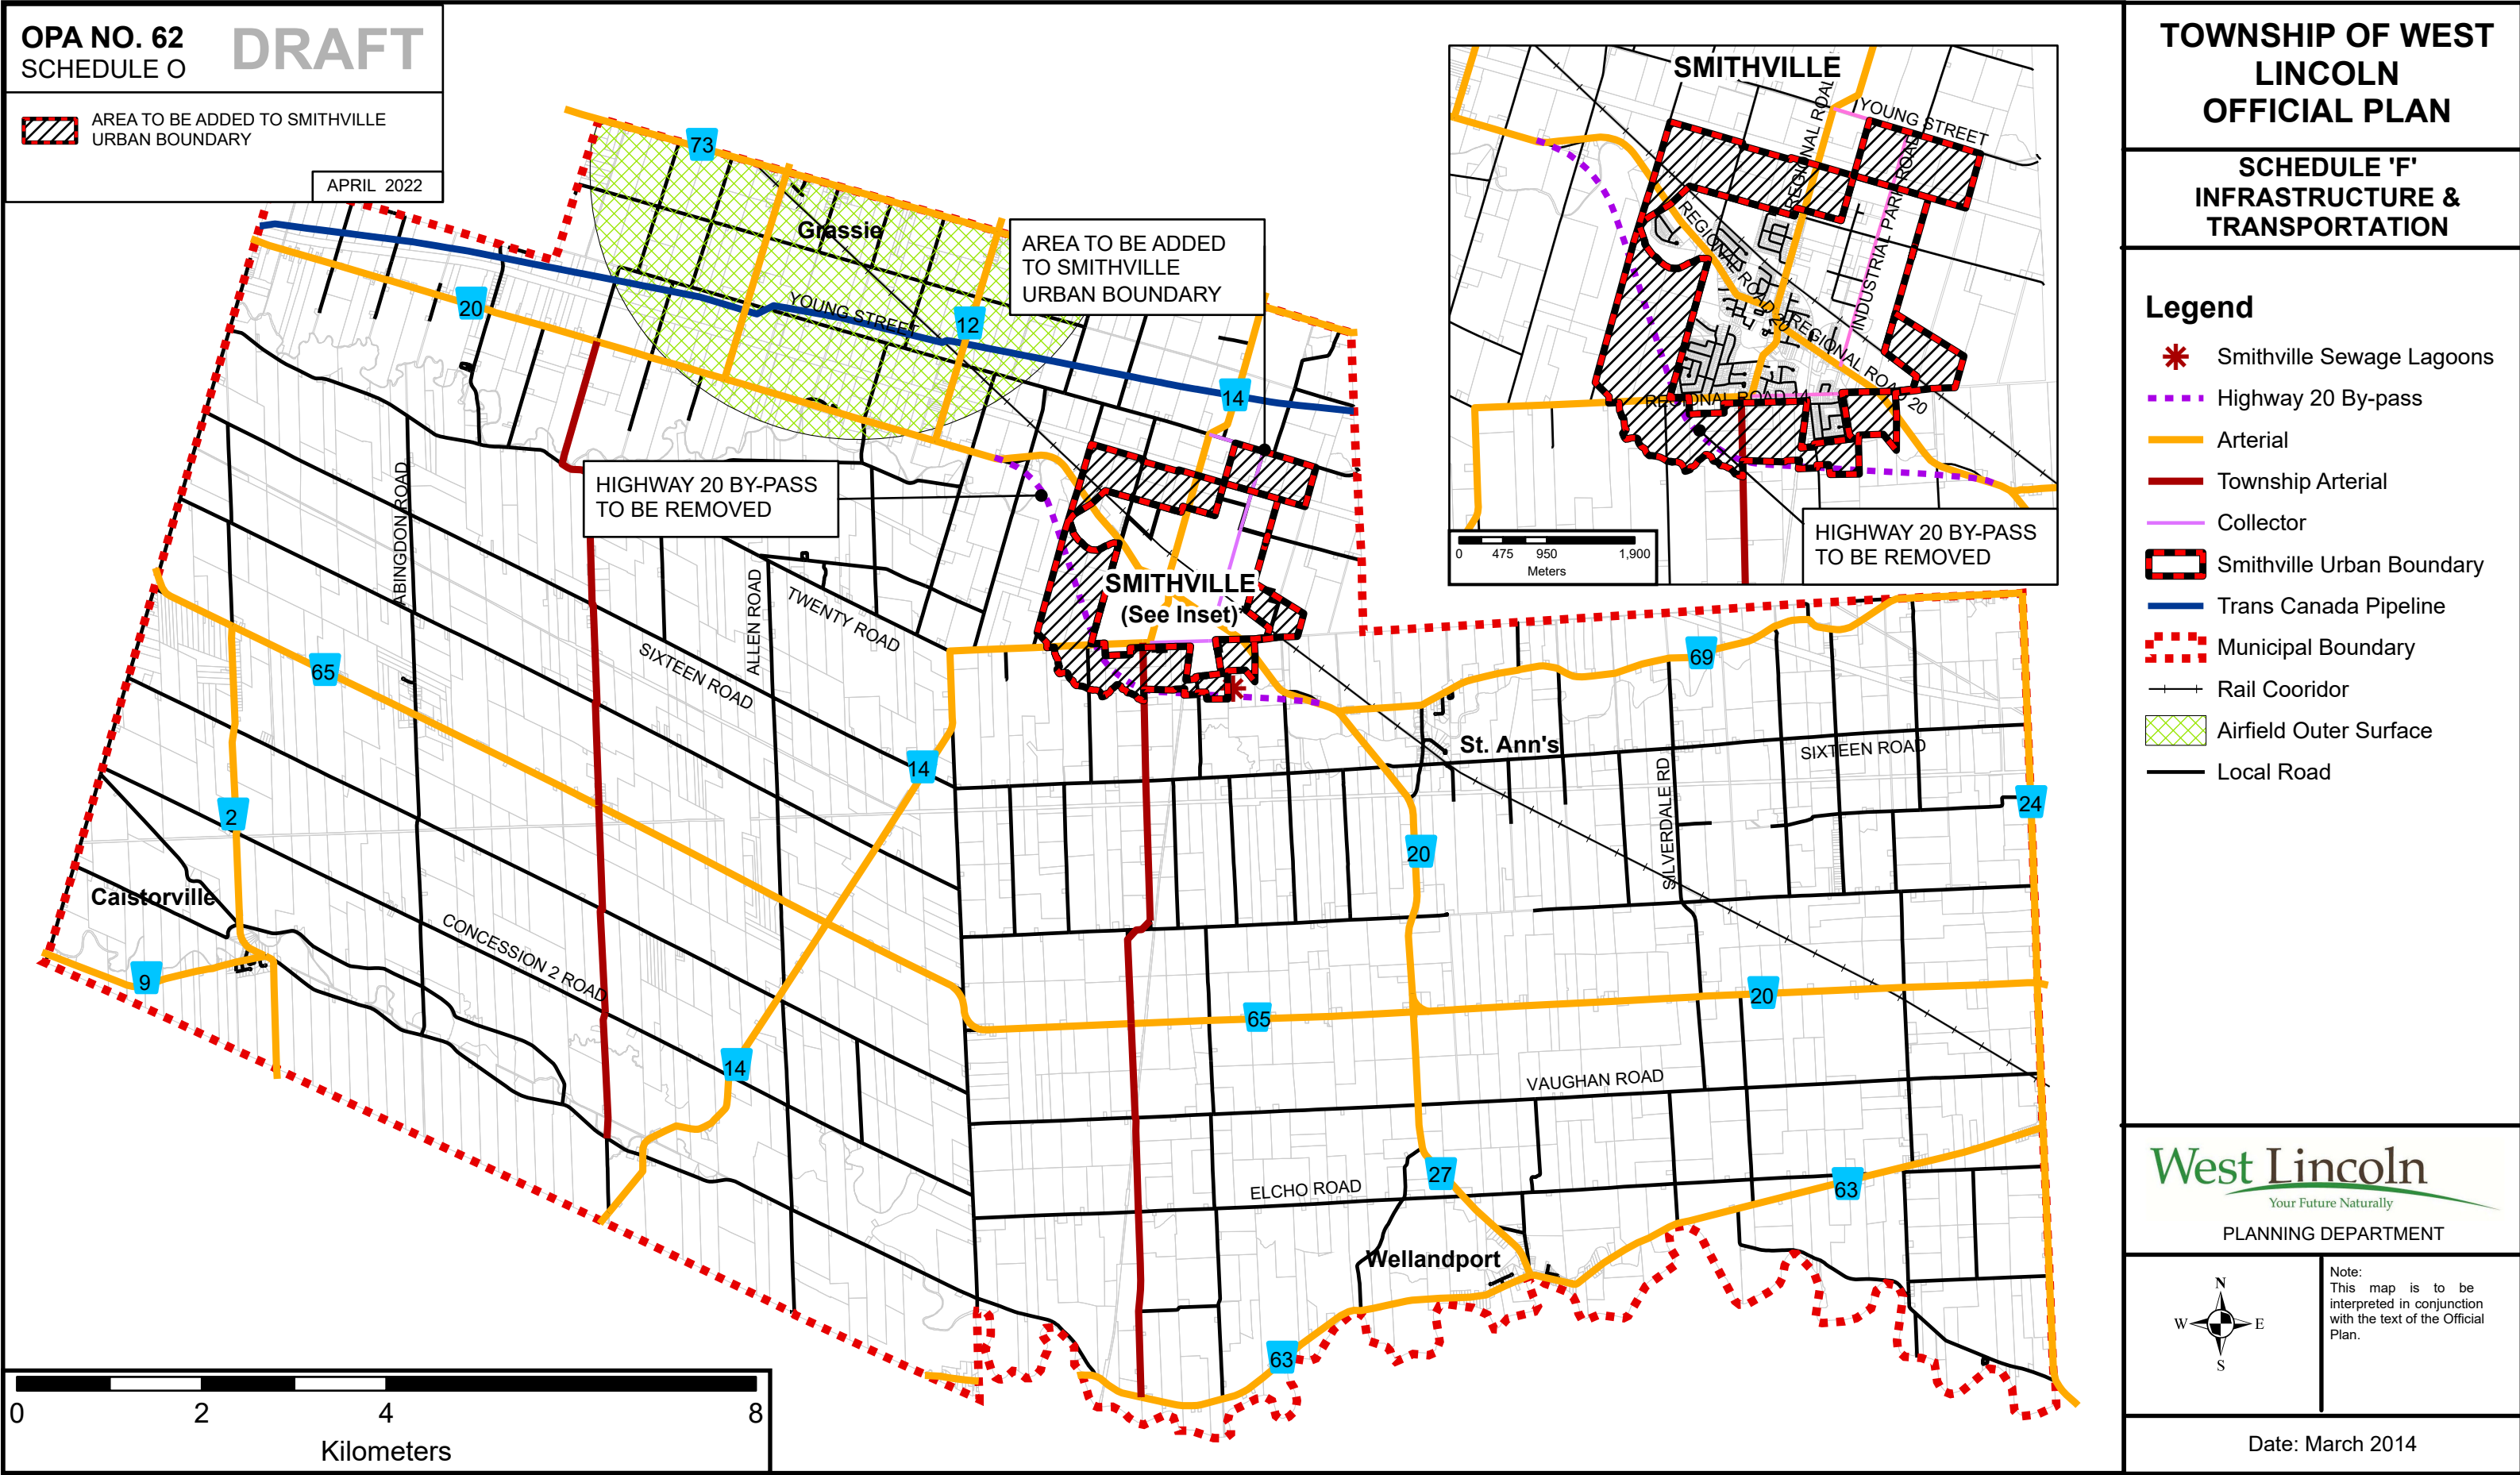 OPA NO. 62
SCHEDULE O
DRAFT
AREA TO BE ADDED TO SMITHVILLE
URBAN BOUNDARY
APRIL 2022
73
Grassie
20
YOUNG STREET
12
AREA TO BE ADDED
TO SMITHVILLE
URBAN BOUNDARY
14
HIGHWAY 20 BY-PASS
TO BE REMOVED
ABINGDON ROAD
ALLEN ROAD
TWENTY ROAD
SIXTEEN ROAD
SMITHVILLE
(See Inset)
65
14
2
Caistorville
CONCESSION 2 ROAD
9
14
69
St. Ann's
SIXTEEN ROAD
SILVERDALE RD
24
20
65
20
VAUGHAN ROAD
ELCHO ROAD
27
63
Wellandport
63
0 2 4 8
Kilometers
SMITHVILLE
YOUNG STREET
REGIONAL ROAD
INDUSTRIAL PARK ROAD
REGIONAL ROAD 20
REGIONAL ROAD 20
REGIONAL ROAD 14
HIGHWAY 20 BY-PASS
TO BE REMOVED
0 475 950 1,900
Meters
TOWNSHIP OF WEST
LINCOLN
OFFICIAL PLAN
SCHEDULE 'F'
INFRASTRUCTURE &
TRANSPORTATION
Legend
Smithville Sewage Lagoons
Highway 20 By-pass
Arterial
Township Arterial
Collector
Smithville Urban Boundary
Trans Canada Pipeline
Municipal Boundary
Rail Cooridor
Airfield Outer Surface
Local Road
West Lincoln
Your Future Naturally
PLANNING DEPARTMENT
N
W E
S
Note:
This map is to be
interpreted in conjunction
with the text of the Official
Plan.
Date: March 2014